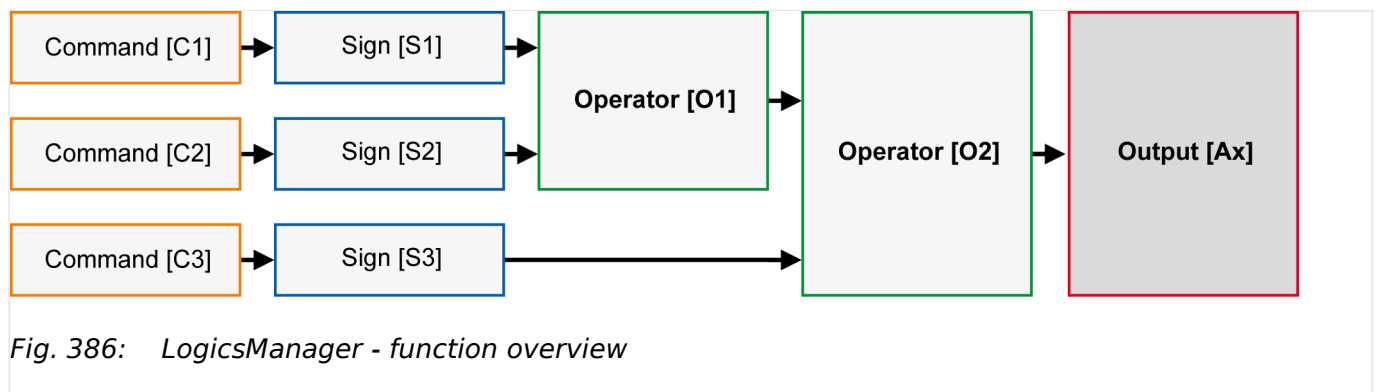 Command [C1]
Sign [S1]
Operator [O1]
Operator [O2]
Output [Ax]
Command [C2]
Sign [S2]
Command [C3]
Sign [S3]
Fig. 386: LogicsManager - function overview